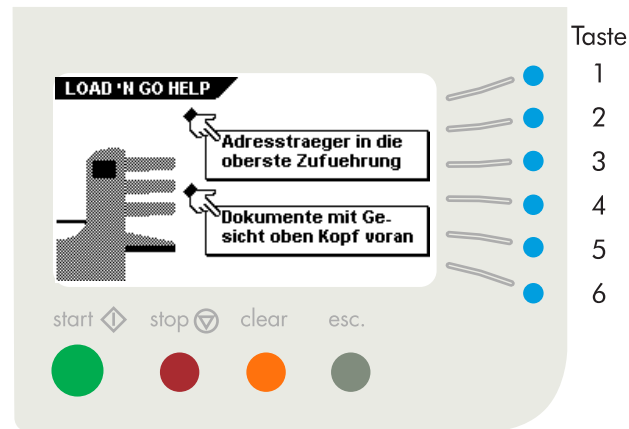 Taste
LOAD 'N GO HELP
1
2
Adresstraeger in die
oberste Zufuehrung
3
4
Dokumente mit Ge-
sicht oben Kopf voran
5
6
start stop clear esc.